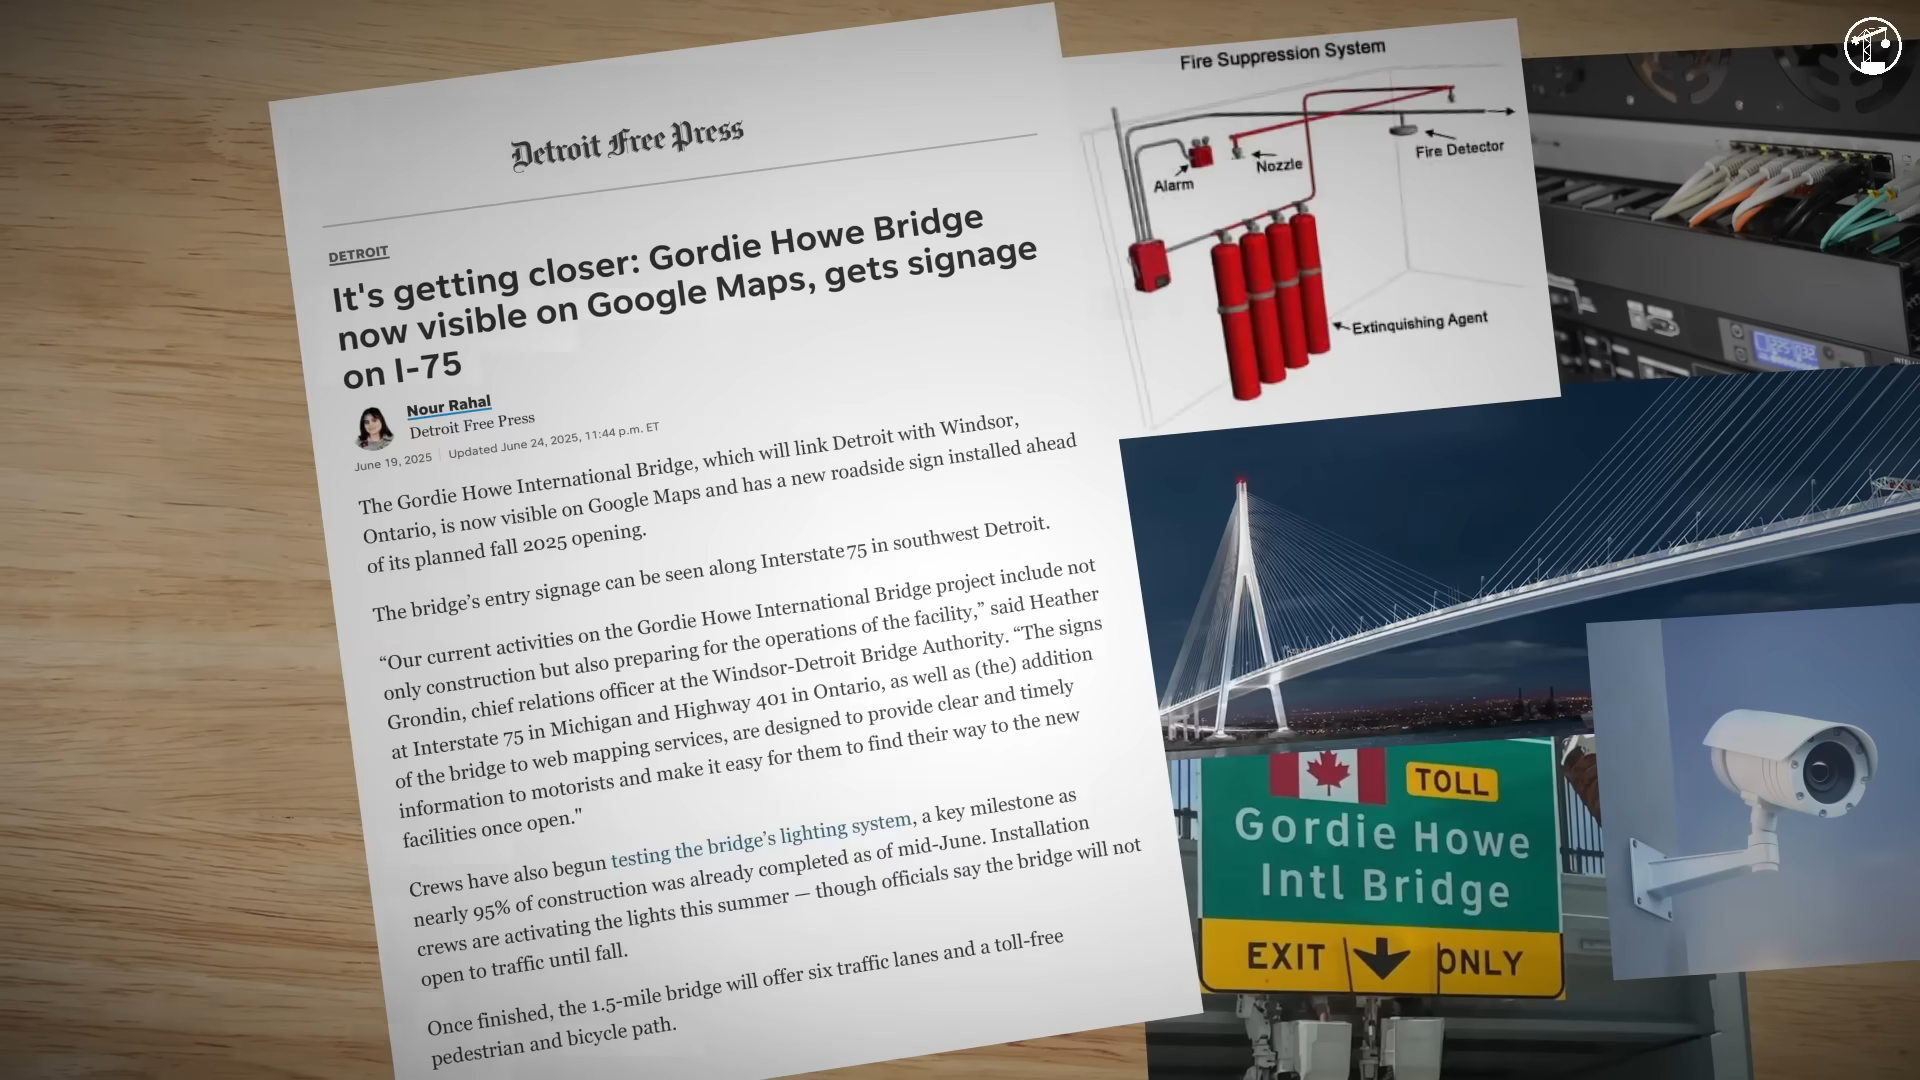 Detroit Free Press
DETROIT
It's getting closer: Gordie Howe Bridge
now visible on Google Maps, gets signage
on I-75
Nour Rahal
Detroit Free Press
June 19, 2025 Updated June 24, 2025, 11:44 p.m. ET
The Gordie Howe International Bridge, which will link Detroit with Windsor,
Ontario, is now visible on Google Maps and has a new roadside sign installed ahead
of its planned fall 2025 opening.
The bridge’s entry signage can be seen along Interstate 75 in southwest Detroit.
“Our current activities on the Gordie Howe International Bridge project include not
only construction but also preparing for the operations of the facility,” said Heather
Grondin, chief relations officer at the Windsor-Detroit Bridge Authority. “The signs
at Interstate 75 in Michigan and Highway 401 in Ontario, as well as (the) addition
of the bridge to web mapping services, are designed to provide clear and timely
information to motorists and make it easy for them to find their way to the new
facilities once open."
Crews have also begun testing the bridge’s lighting system, a key milestone as
nearly 95% of construction was already completed as of mid-June. Installation
crews are activating the lights this summer — though officials say the bridge will not
open to traffic until fall.
Once finished, the 1.5-mile bridge will offer six traffic lanes and a toll-free
pedestrian and bicycle path.
Fire Suppression System
Alarm
Nozzle
Fire Detector
Extinguishing Agent
TOLL
Gordie Howe
Intl Bridge
EXIT ONLY